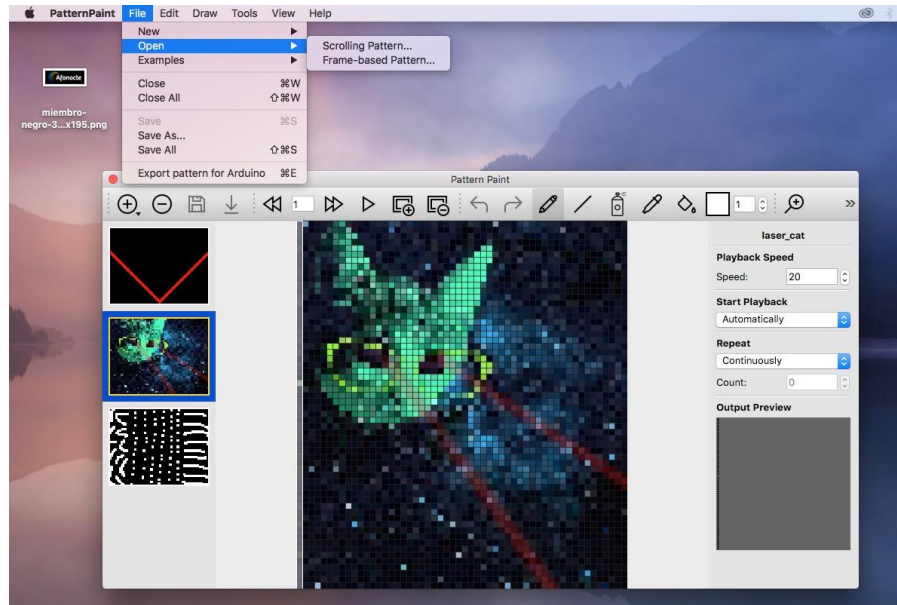 PatternPaint File Edit Draw Tools View Help
New
Open
Examples
Scrolling Pattern...
Frame-based Pattern...
Close ⌘W
Close All ⇧⌘W
Save ⌘S
Save As...
Save All ⇧⌘S
Export pattern for Arduino ⌘E
Afonocte
miembro-
negro-3...x195.png
Pattern Paint
1
1
laser_cat
Playback Speed
Speed: 20
Start Playback
Automatically
Repeat
Continuously
Count: 0
Output Preview